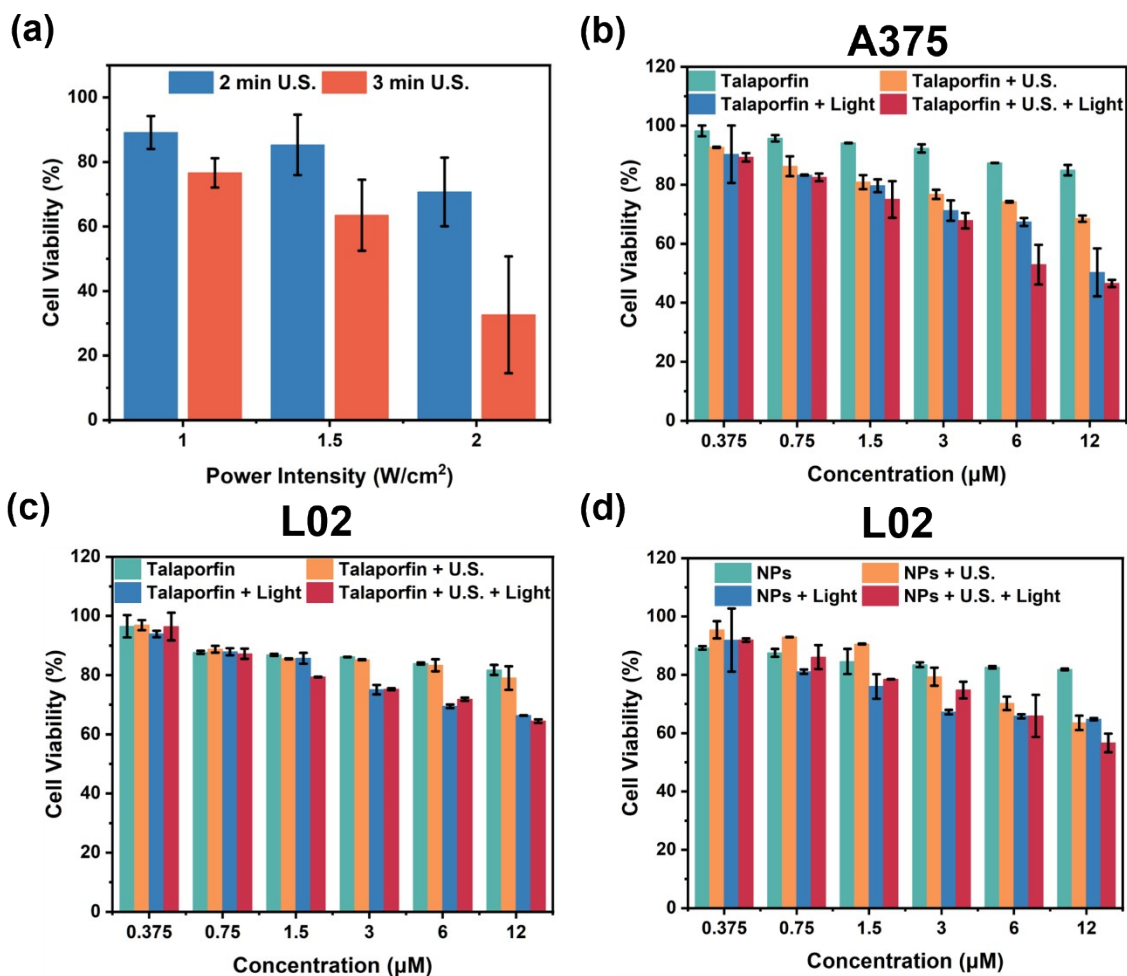 (a)
2 min U.S. 3 min U.S.
Cell Viability (%)
100
80
60
40
20
0
1 1.5 2
Power Intensity (W/cm²)
(b)
A375
Talaporfin Talaporfin + U.S.
Talaporfin + Light Talaporfin + U.S. + Light
Cell Viability (%)
120
100
80
60
40
20
0
0.375 0.75 1.5 3 6 12
Concentration (µM)
(c)
L02
Talaporfin Talaporfin + U.S.
Talaporfin + Light Talaporfin + U.S. + Light
Cell Viability (%)
120
100
80
60
40
20
0
0.375 0.75 1.5 3 6 12
Concentration (µM)
(d)
L02
NPs NPs + U.S.
NPs + Light NPs + U.S. + Light
Cell Viability (%)
120
100
80
60
40
20
0
0.375 0.75 1.5 3 6 12
Concentration (µM)